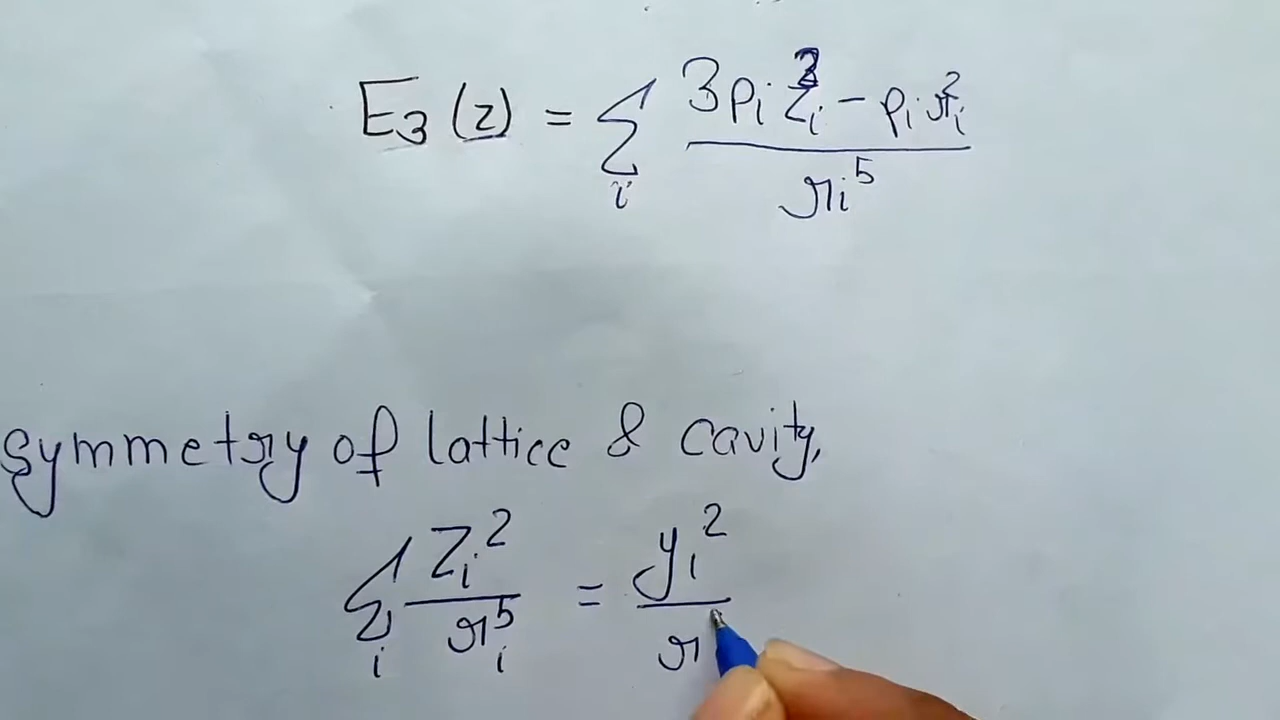 E₃(z) = Σᵢ (3pᵢ zᵢ² − pᵢ rᵢ²) / rᵢ⁵
symmetry of lattice & cavity,
Σᵢ Zᵢ² / rᵢ⁵ = yᵢ² / r